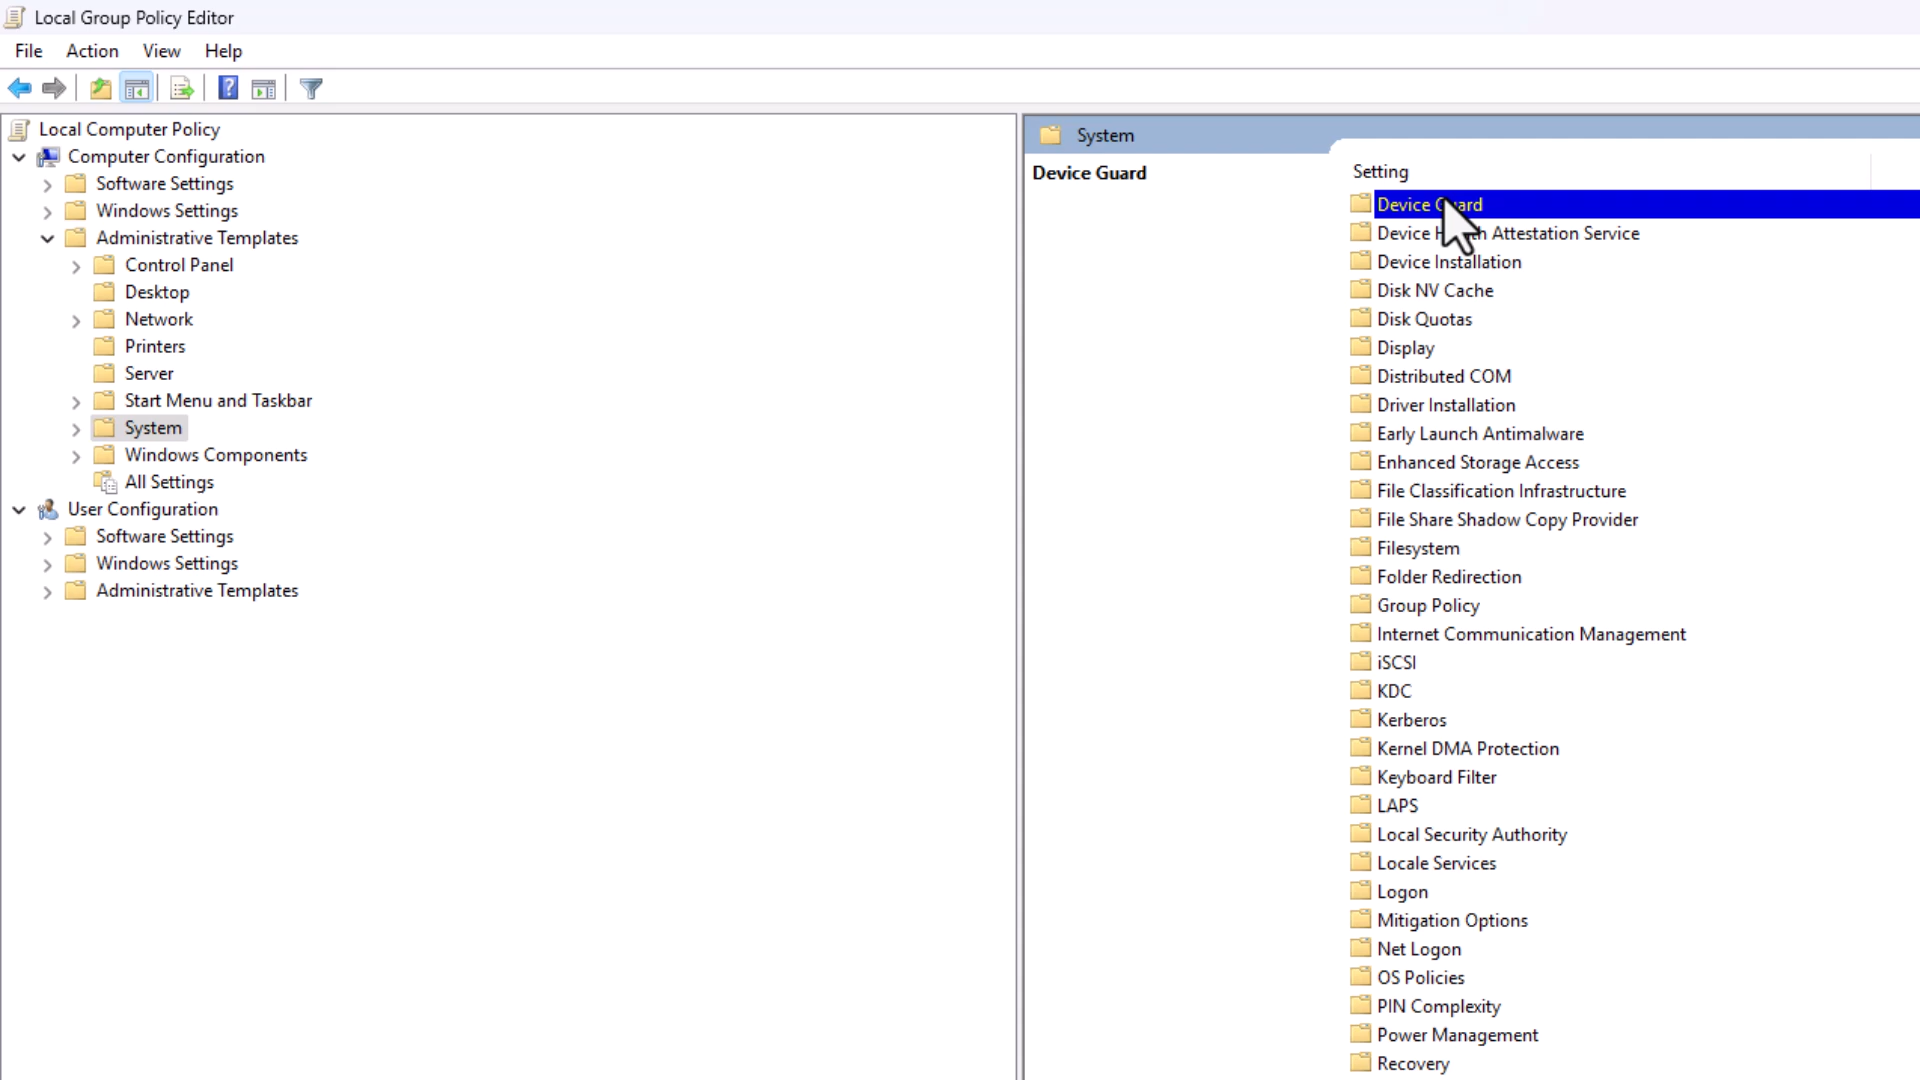 Local Group Policy Editor
File Action View Help
Local Computer Policy
Computer Configuration
Software Settings
Windows Settings
Administrative Templates
Control Panel
Desktop
Network
Printers
Server
Start Menu and Taskbar
System
Windows Components
All Settings
User Configuration
Software Settings
Windows Settings
Administrative Templates
System
Device Guard
Setting
Device Guard
Device Health Attestation Service
Device Installation
Disk NV Cache
Disk Quotas
Display
Distributed COM
Driver Installation
Early Launch Antimalware
Enhanced Storage Access
File Classification Infrastructure
File Share Shadow Copy Provider
Filesystem
Folder Redirection
Group Policy
Internet Communication Management
iSCSI
KDC
Kerberos
Kernel DMA Protection
Keyboard Filter
LAPS
Local Security Authority
Locale Services
Logon
Mitigation Options
Net Logon
OS Policies
PIN Complexity
Power Management
Recovery